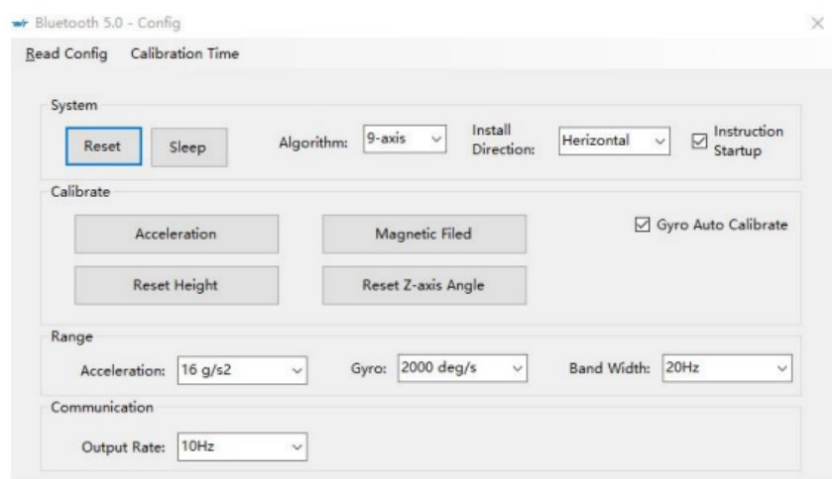 Bluetooth 5.0 - Config
Read Config Calibration Time
System
Reset Sleep Algorithm: 9-axis Install Direction: Herizontal Instruction Startup
Calibrate
Acceleration Magnetic Filed Gyro Auto Calibrate
Reset Height Reset Z-axis Angle
Range
Acceleration: 16 g/s2 Gyro: 2000 deg/s Band Width: 20Hz
Communication
Output Rate: 10Hz